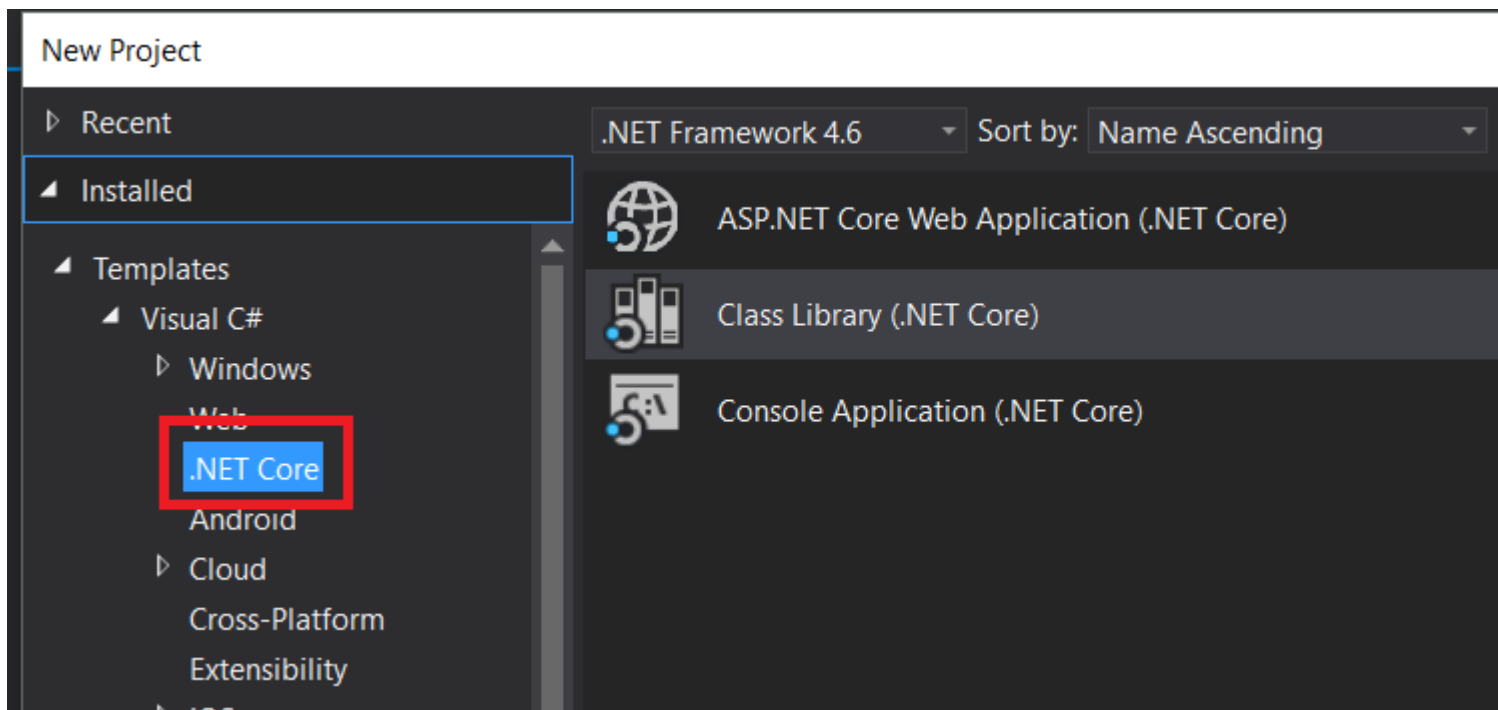 New Project
Recent
Installed
Templates
Visual C#
Windows
Web
.NET Core
Android
Cloud
Cross-Platform
Extensibility
.NET Framework 4.6
Sort by: Name Ascending
ASP.NET Core Web Application (.NET Core)
Class Library (.NET Core)
C:\
Console Application (.NET Core)